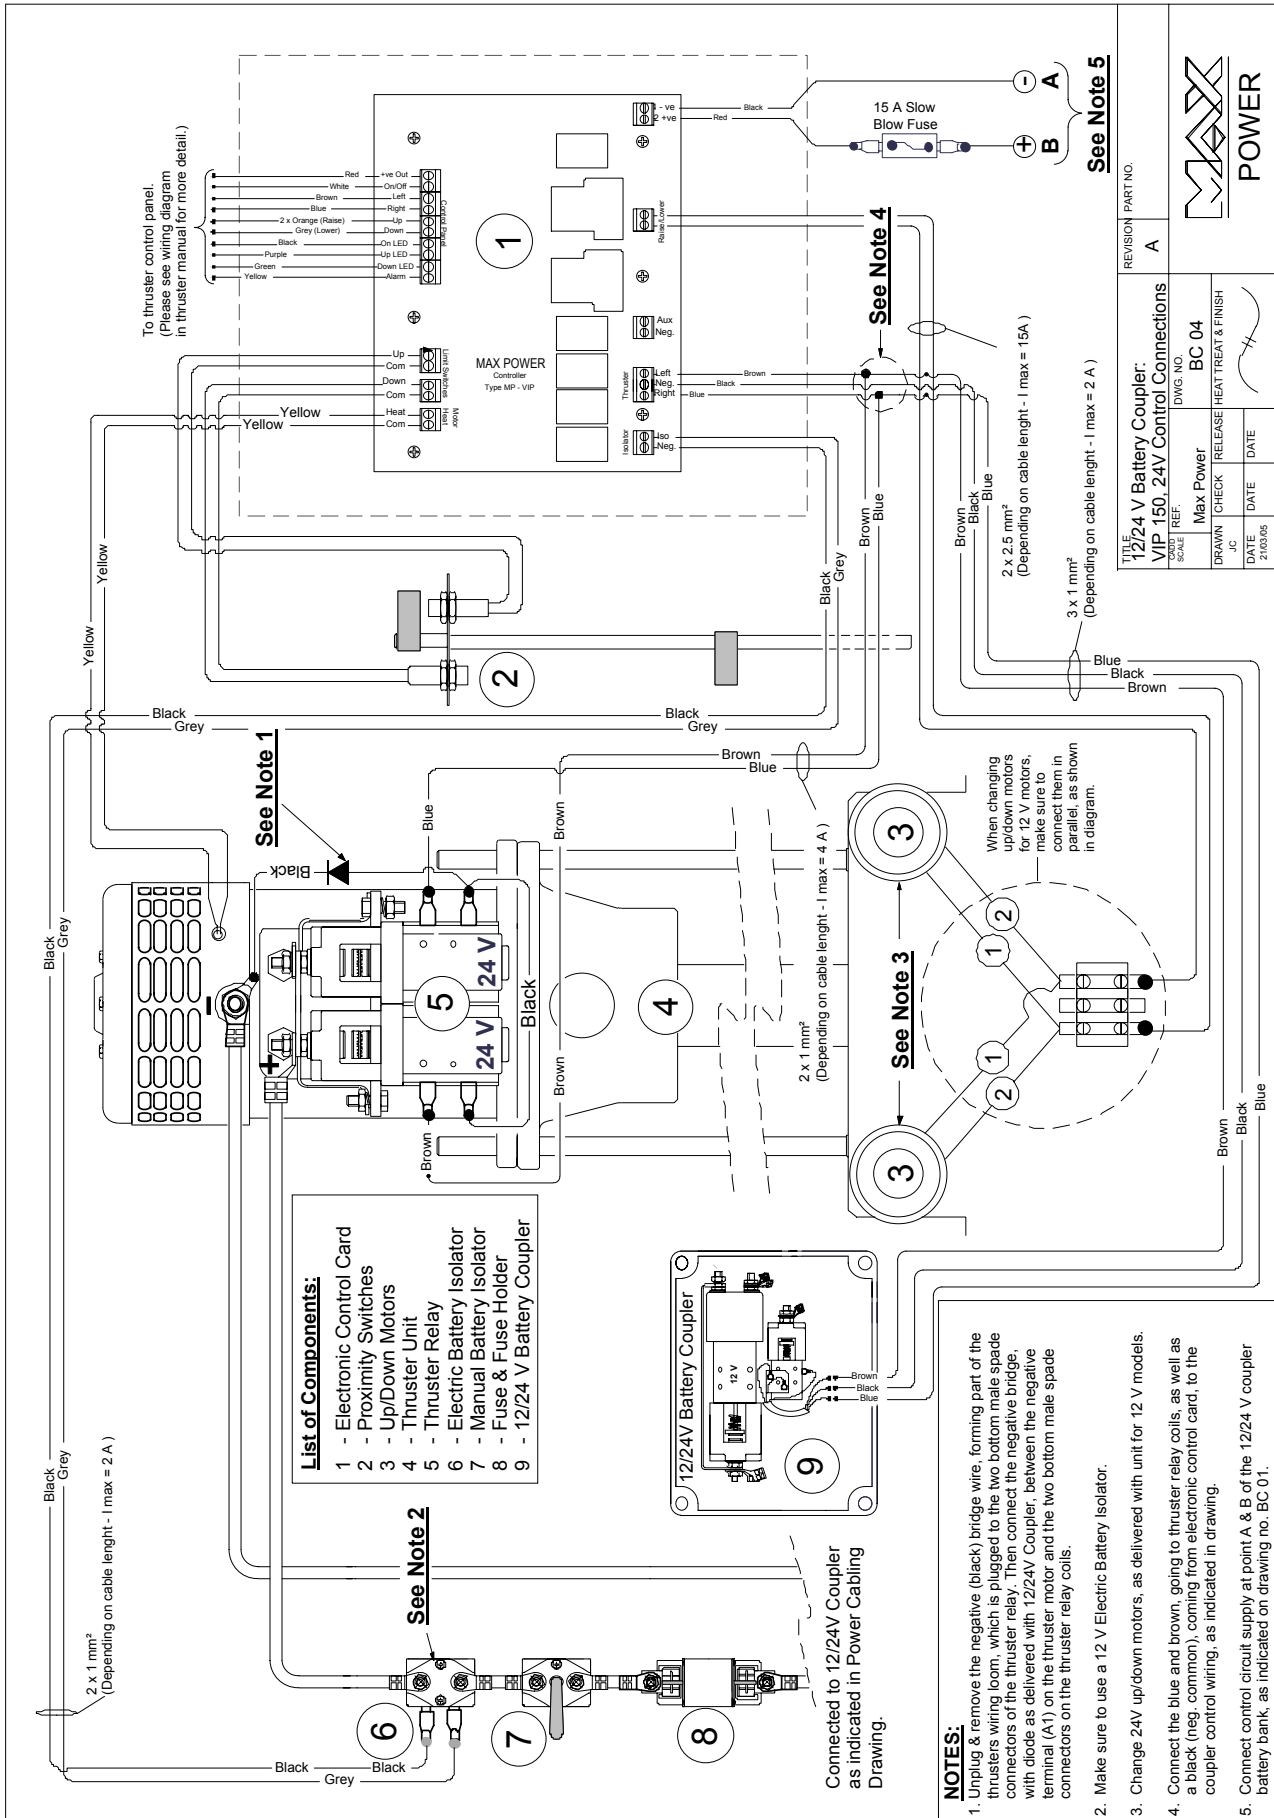 To thruster control panel.
(Please see wiring diagram
in thruster manual for more detail.)
Red
White
Brown
Blue
2 x Orange (Raise)
Grey (Lower)
Black
Purple
Green
Yellow
+ve Out
On/Off
Left
Right
Up
Down
On LED
Up LED
Down LED
Alarm
Control Panel
Up
Com
Down
Com
Limit Switches
Heat
Com
Motor
Heat
Yellow
Yellow
Yellow
Yellow
1
MAX POWER
Controller
Type MP - VIP
1 - ve
2 +ve
Raise/Lower
Aux
Neg.
Thruster
Left
Neg.
Right
Isolator
Iso
Neg.
Black
Red
15 A Slow
Blow Fuse
-
A
+
B
See Note 5
See Note 4
Brown
Black
Blue
Brown
Blue
2 x 2.5 mm²
(Depending on cable lenght - I max = 15A )
Brown
Black
Blue
3 x 1 mm²
(Depending on cable lenght - I max = 2 A )
Blue
Black
Brown
Black
Grey
2
Black
Grey
Black
Grey
See Note 1
Black
Brown
Blue
Blue
Brown
2 x 1 mm²
(Depending on cable lenght - I max = 4 A )
Black
Grey
-
+
5
24 V
24 V
Black
Brown
Brown
4
3
3
See Note 3
When changing
up/down motors
for 12 V motors,
make sure to
connect them in
parallel, as shown
in diagram.
1
2
1
2
Brown
Black
Blue
List of Components:
1 - Electronic Control Card
2 - Proximity Switches
3 - Up/Down Motors
4 - Thruster Unit
5 - Thruster Relay
6 - Electric Battery Isolator
7 - Manual Battery Isolator
8 - Fuse & Fuse Holder
9 - 12/24 V Battery Coupler
12/24V Battery Coupler
12 V
9
Brown
Black
Blue
Black
Grey
2 x 1 mm²
(Depending on cable lenght - I max = 2 A )
See Note 2
6
7
8
Black
Black
Grey
Connected to 12/24V Coupler
as indicated in Power Cabling
Drawing.
NOTES:
1. Unplug & remove the negative (black) bridge wire, forming part of the
thrusters wiring loom, which is plugged to the two bottom male spade
connectors of the thruster relay. Then connect the negative bridge,
with diode as delivered with 12/24V Coupler, between the negative
terminal (A1) on the thruster motor and the two bottom male spade
connectors on the thruster relay coils.
2. Make sure to use a 12 V Electric Battery Isolator.
3. Change 24V up/down motors, as delivered with unit for 12 V models.
4. Connect the blue and brown, going to thruster relay coils, as well as
a black (neg. common), coming from electronic control card, to the
coupler control wiring, as indicated in drawing.
5. Connect control circuit supply at point A & B of the 12/24 V coupler
battery bank, as indicated on drawing no. BC 01.
TITLE
12/24 V Battery Coupler:
VIP 150, 24V Control Connections
REVISION
A
PART NO.
CADD
SCALE
REF.
Max Power
DWG. NO.
BC 04
DRAWN
JC
CHECK
RELEASE
HEAT TREAT & FINISH
DATE
21/03/05
DATE
DATE
MAX
POWER